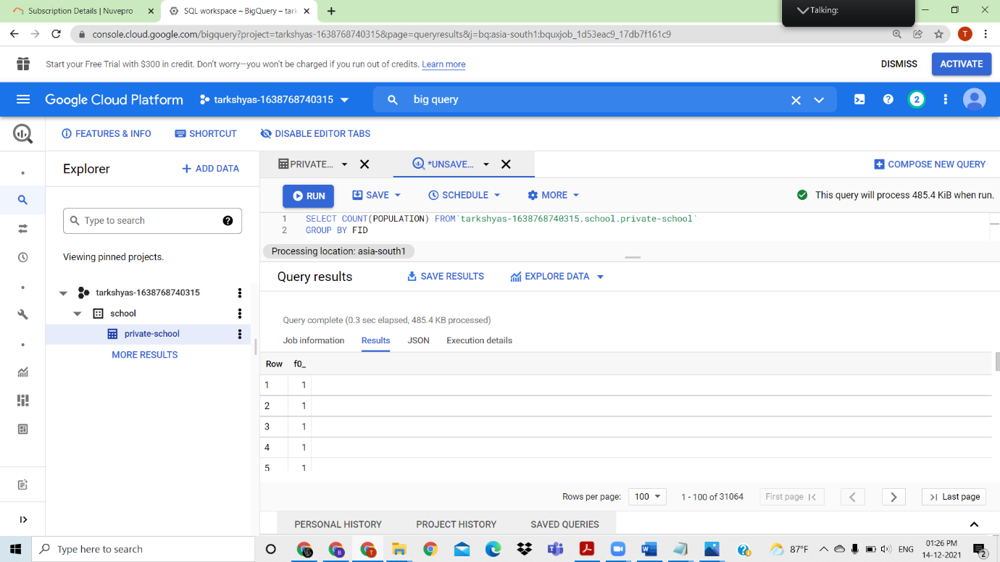 Subscription Details | Nuvepro
SQL workspace – BigQuery – tark
Talking:
console.cloud.google.com/bigquery?project=tarkshyas-1638768740315&page=queryresults&j=bq:asia-south1:bquxjob_1d53eac9_17db7f161c9
T
Start your Free Trial with $300 in credit. Don't worry—you won't be charged if you run out of credits. Learn more
DISMISS
ACTIVATE
Google Cloud Platform
tarkshyas-1638768740315
big query
2
FEATURES & INFO
SHORTCUT
DISABLE EDITOR TABS
Explorer
+ ADD DATA
PRIVATE...
*UNSAVE...
COMPOSE NEW QUERY
RUN
SAVE
SCHEDULE
MORE
This query will process 485.4 KiB when run.
Type to search
1 SELECT COUNT(POPULATION) FROM`tarkshyas-1638768740315.school.private-school`
2 GROUP BY FID
Processing location: asia-south1
Viewing pinned projects.
tarkshyas-1638768740315
school
private-school
MORE RESULTS
Query results
SAVE RESULTS
EXPLORE DATA
Query complete (0.3 sec elapsed, 485.4 KB processed)
Job information
Results
JSON
Execution details
Row f0_
1 1
2 1
3 1
4 1
5 1
Rows per page:
100
1 - 100 of 31064
First page
Last page
PERSONAL HISTORY
PROJECT HISTORY
SAVED QUERIES
Type here to search
87°F
ENG
01:26 PM
14-12-2021
2